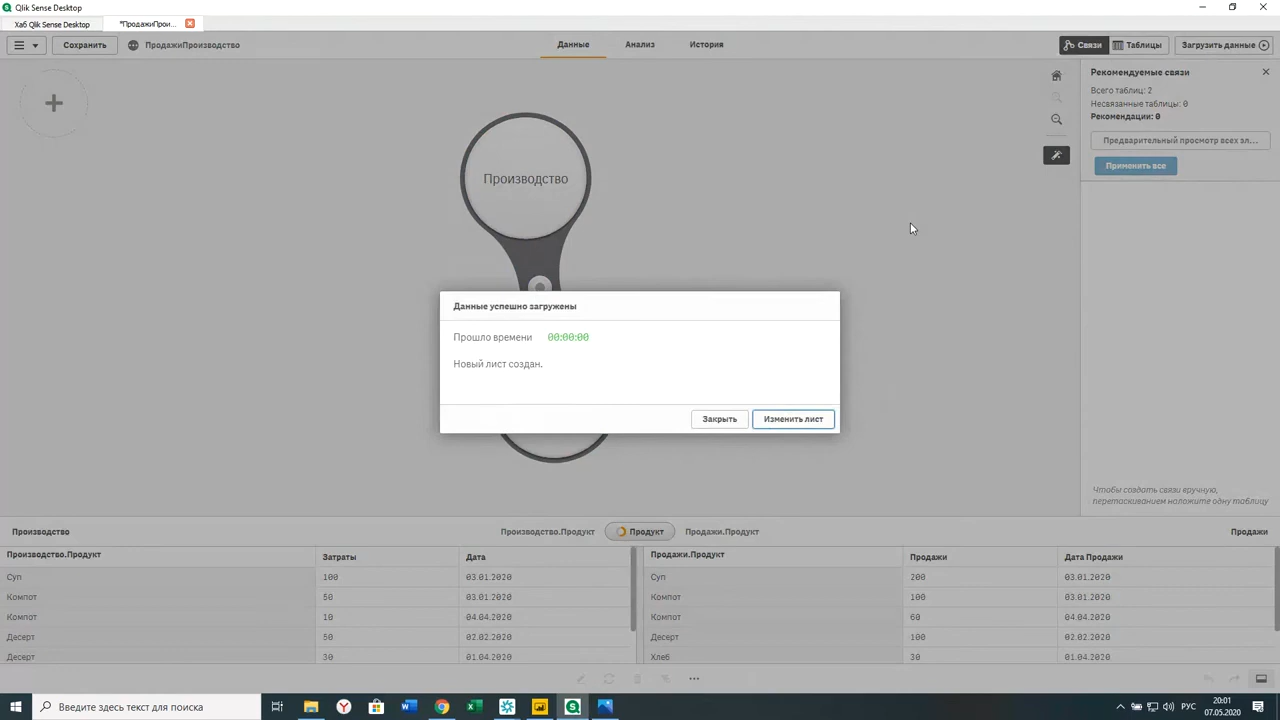 Qlik Sense Desktop
Хаб Qlik Sense Desktop
*ПродажиПрои...
Сохранить
ПродажиПроизводство
Данные
Анализ
История
Связи
Таблицы
Загрузить данные
Рекомендуемые связи
Всего таблиц: 2
Несвязанные таблицы: 0
Рекомендации: 0
Предварительный просмотр всех эл...
Применить все
Производство
Данные успешно загружены
Прошло времени 00:00:00
Новый лист создан.
Закрыть
Изменить лист
Чтобы создать связи вручную,
перетаскиванием наложите одну таблицу
Производство
Производство.Продукт
Продукт
Продажи.Продукт
Продажи
Производство.Продукт Затраты Дата
Суп 100 03.01.2020
Компот 50 03.01.2020
Компот 10 04.04.2020
Десерт 50 02.02.2020
Десерт 30 01.04.2020
Продажи.Продукт Продажи Дата Продажи
Суп 200 03.01.2020
Компот 100 03.01.2020
Компот 60 04.04.2020
Десерт 100 02.02.2020
Хлеб 30 01.04.2020
Введите здесь текст для поиска
РУС
20:01
07.05.2020